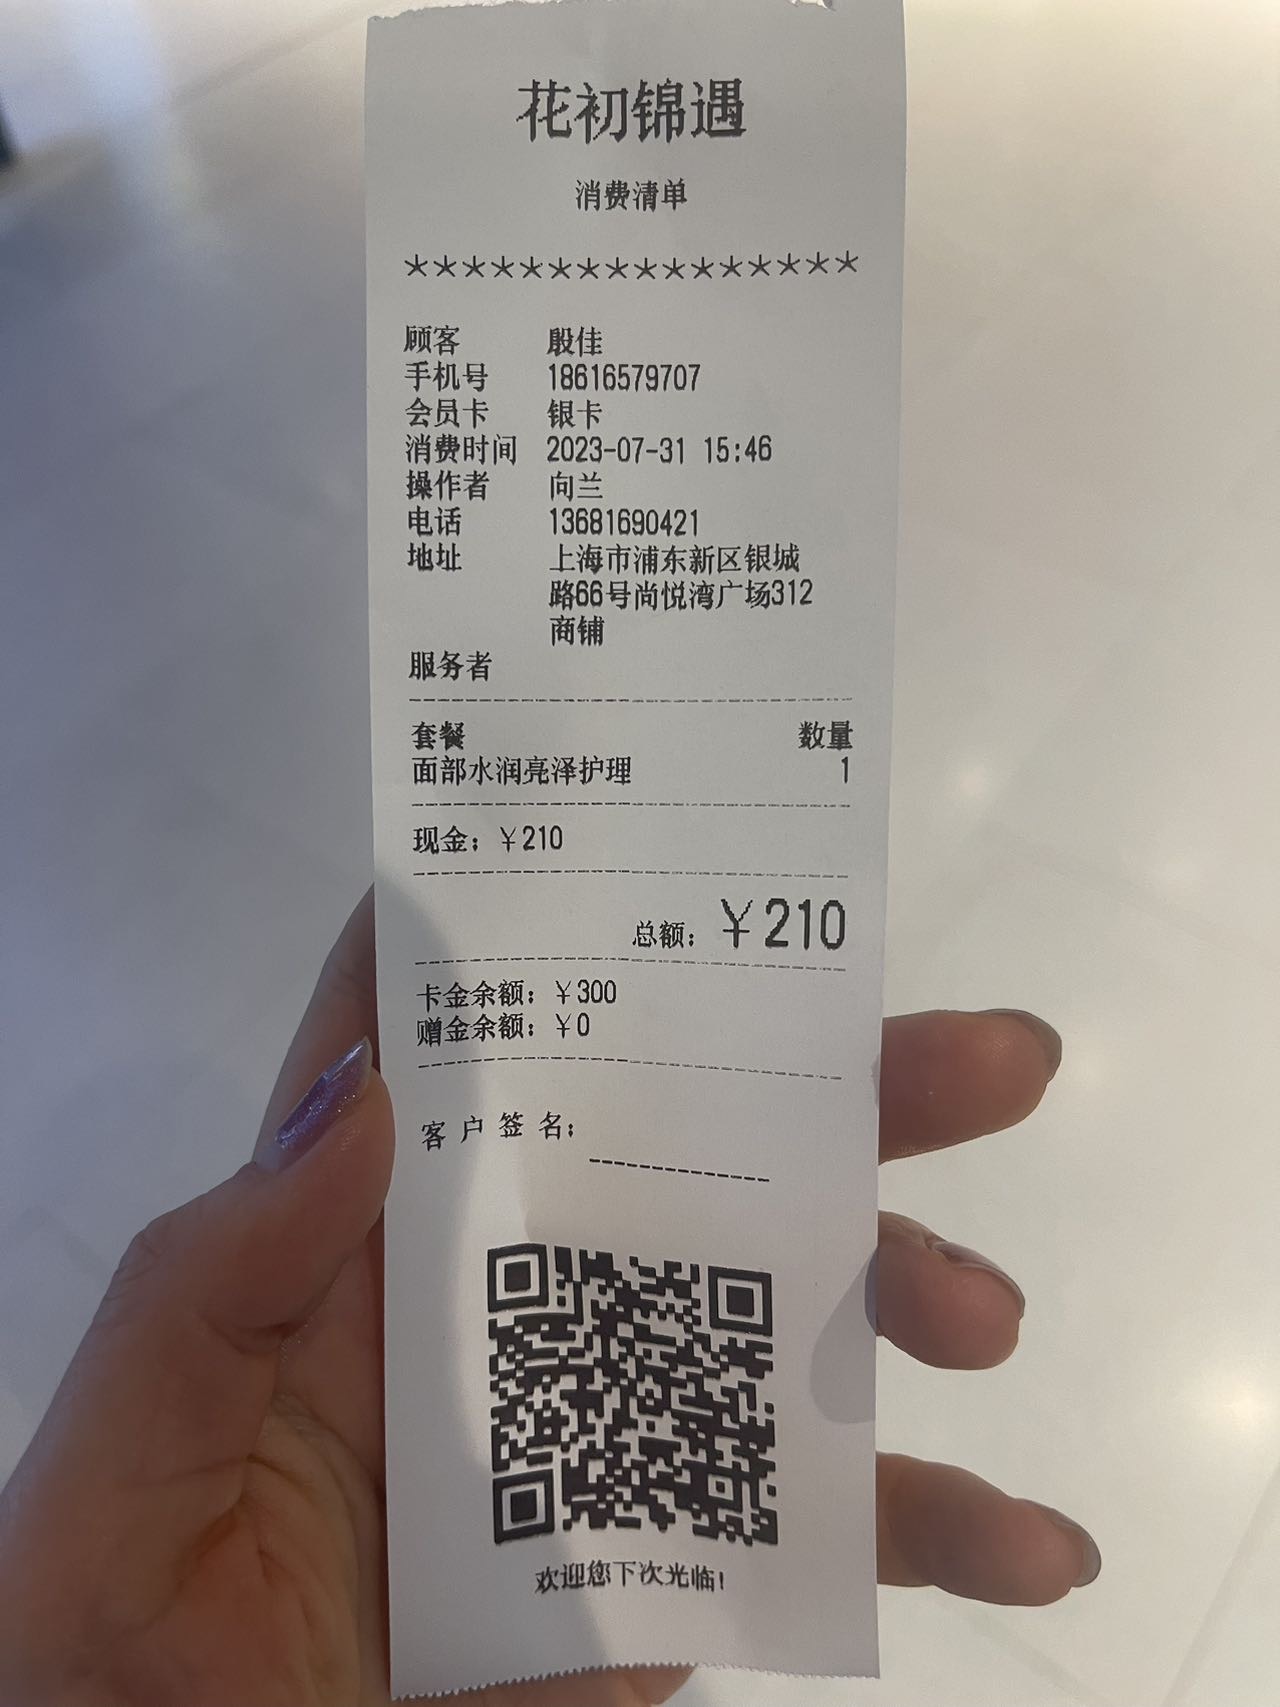 花初锦遇
消费清单
****************
顾客 殷佳
手机号 18616579707
会员卡 银卡
消费时间 2023-07-31 15:46
操作者 向兰
电话 13681690421
地址 上海市浦东新区银城
路66号尚悦湾广场312
商铺
服务者
套餐 数量
面部水润亮泽护理 1
现金：￥210
总额：￥210
卡金余额：￥300
赠金余额：￥0
客户签名：
欢迎您下次光临!